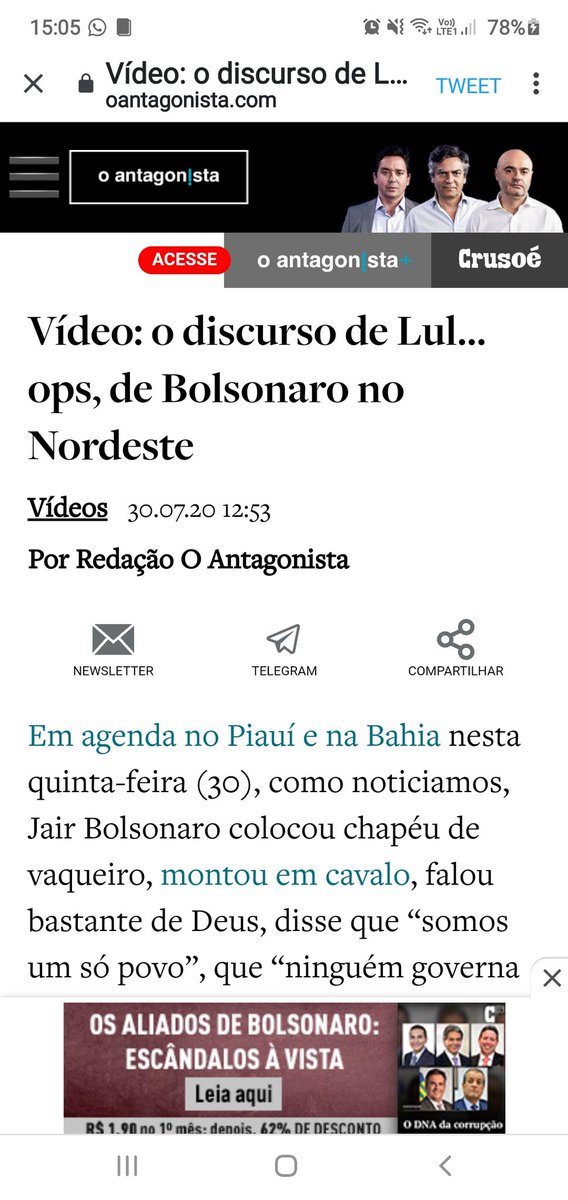 15:05 Vo)) LTE1 78%
Vídeo: o discurso de L...
oantagonista.com
TWEET
o antagonista
ACESSE
o antagonista+
Crusoé
Vídeo: o discurso de Lul...
ops, de Bolsonaro no
Nordeste
Vídeos 30.07.20 12:53
Por Redação O Antagonista
NEWSLETTER TELEGRAM COMPARTILHAR
Em agenda no Piauí e na Bahia nesta
quinta-feira (30), como noticiamos,
Jair Bolsonaro colocou chapéu de
vaqueiro, montou em cavalo, falou
bastante de Deus, disse que “somos
um só povo”, que “ninguém governa
OS ALIADOS DE BOLSONARO:
ESCÂNDALOS À VISTA
Leia aqui
R$ 1,90 no 1º mês; depois, 62% DE DESCONTO
C
O DNA da corrupção